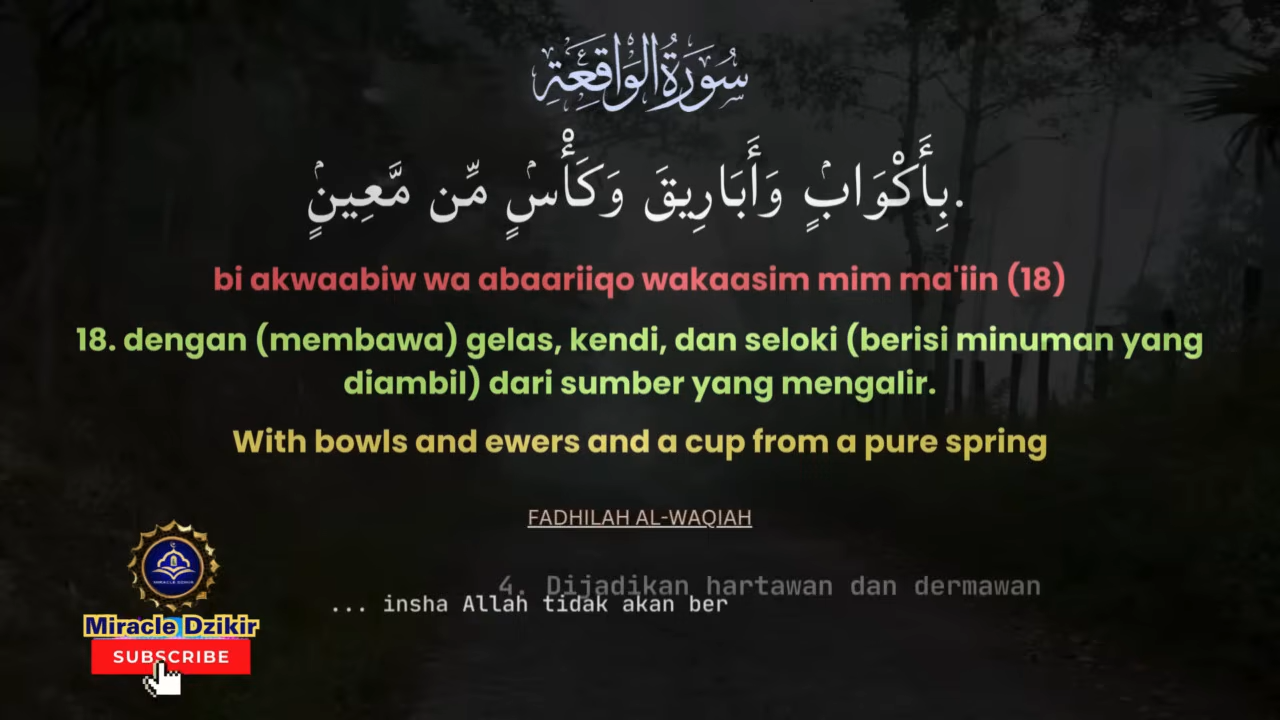 سُورَةُ الوَاقِعَةِ
بِأَكْوَابٍۢ وَأَبَارِيقَ وَكَأْسٍۢ مِّن مَّعِينٍۢ.
bi akwaabiw wa abaariiqo wakaasim mim ma'iin (18)
18. dengan (membawa) gelas, kendi, dan seloki (berisi minuman yang
diambil) dari sumber yang mengalir.
With bowls and ewers and a cup from a pure spring
FADHILAH AL-WAQIAH
4. Dijadikan hartawan dan dermawan
... insha Allah tidak akan ber
MIRACLE DZIKIR
Miracle Dzikir
SUBSCRIBE